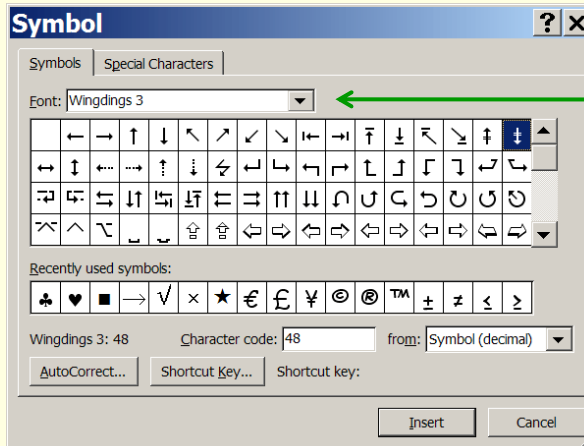 Symbol
Symbols Special Characters
Font: Wingdings 3
Recently used symbols:
♣ ♥ ■ → √ × ★ € £ ¥ © ® ™ ± ≠ ≤ ≥
Wingdings 3: 48 Character code: 48 from: Symbol (decimal)
AutoCorrect... Shortcut Key... Shortcut key:
Insert Cancel